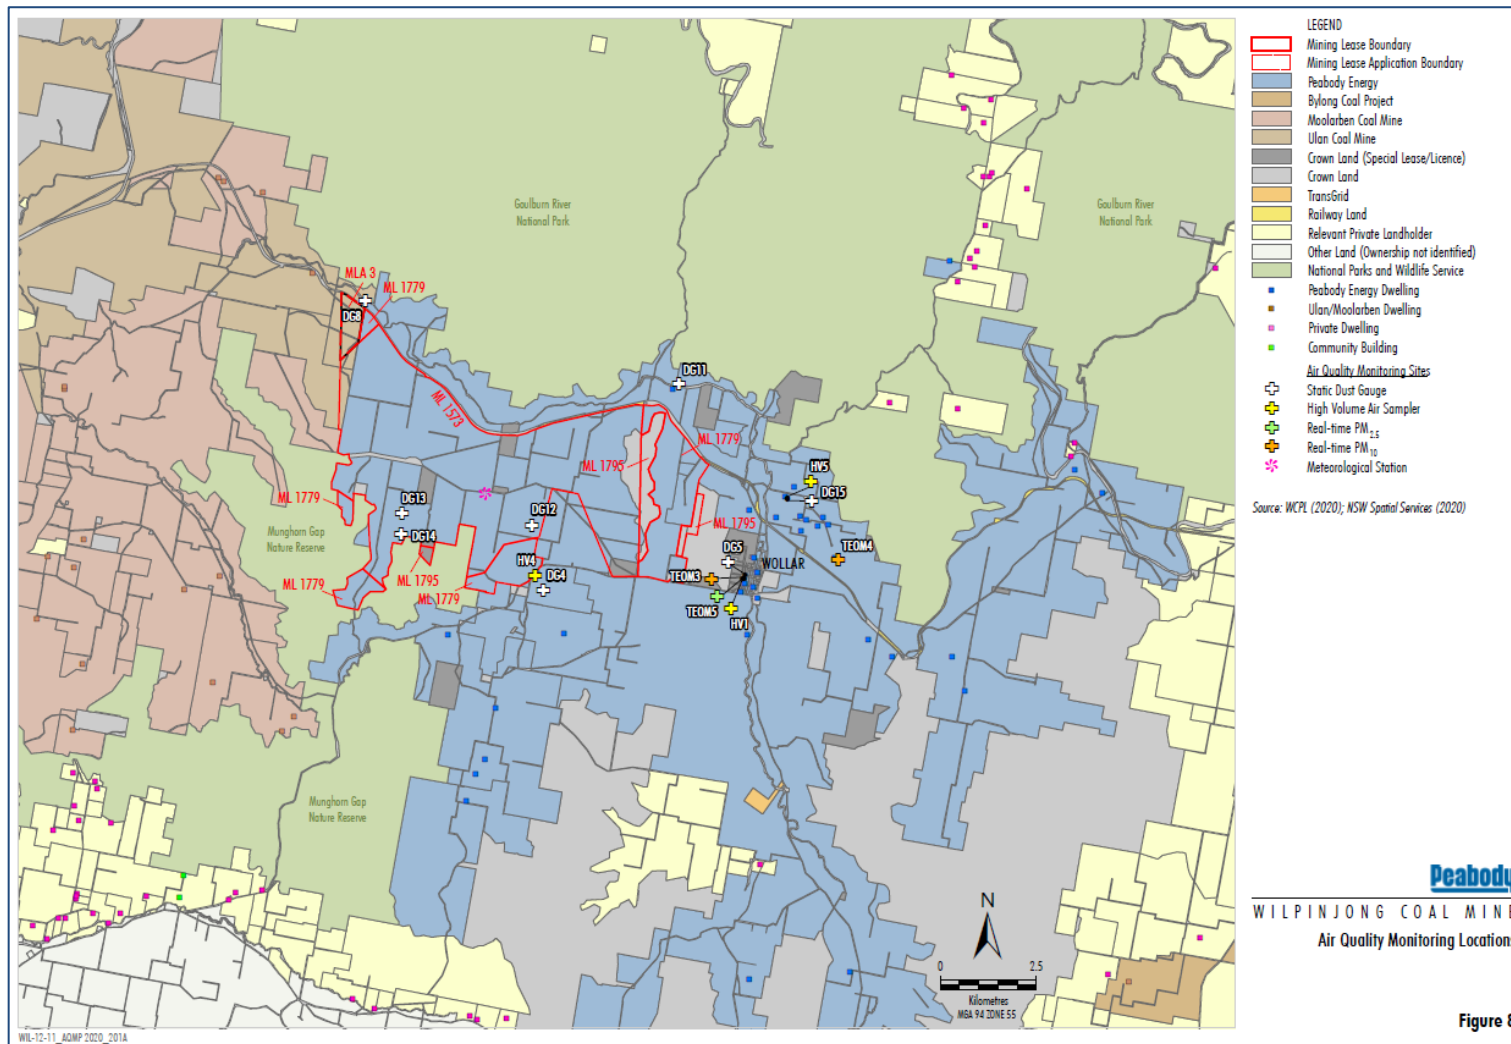 LEGEND
Mining Lease Boundary
Mining Lease Application Boundary
Peabody Energy
Bylong Coal Project
Moolarben Coal Mine
Ulan Coal Mine
Crown Land (Special Lease/Licence)
Crown Land
TransGrid
Railway Land
Relevant Private Landholder
Other Land (Ownership not identified)
National Parks and Wildlife Service
Peabody Energy Dwelling
Ulan/Moolarben Dwelling
Private Dwelling
Community Building
Air Quality Monitoring Sites
Static Dust Gauge
High Volume Air Sampler
Real-time PM2.5
Real-time PM10
Meteorological Station
Source: WCPL (2020); NSW Spatial Services (2020)
Goulburn River
National Park
Goulburn River
National Park
MLA 3
ML 1779
DG8
ML 1573
DG11
ML 1779
ML 1795
HV5
DG15
ML 1779
DG13
DG12
ML 1795
Munghorn Gap
Nature Reserve
DG14
DG5
WOLLAR
TEOM4
HV4
TEOM3
ML 1779
ML 1795
ML 1779
DG4
TEOM5
HV1
Munghorn Gap
Nature Reserve
N
0
2.5
Kilometres
MGA 94 ZONE 55
Peabody
WILPINJONG COAL MINE
Air Quality Monitoring Locations
Figure 8
WIL-12-11_AQMP 2020_201A